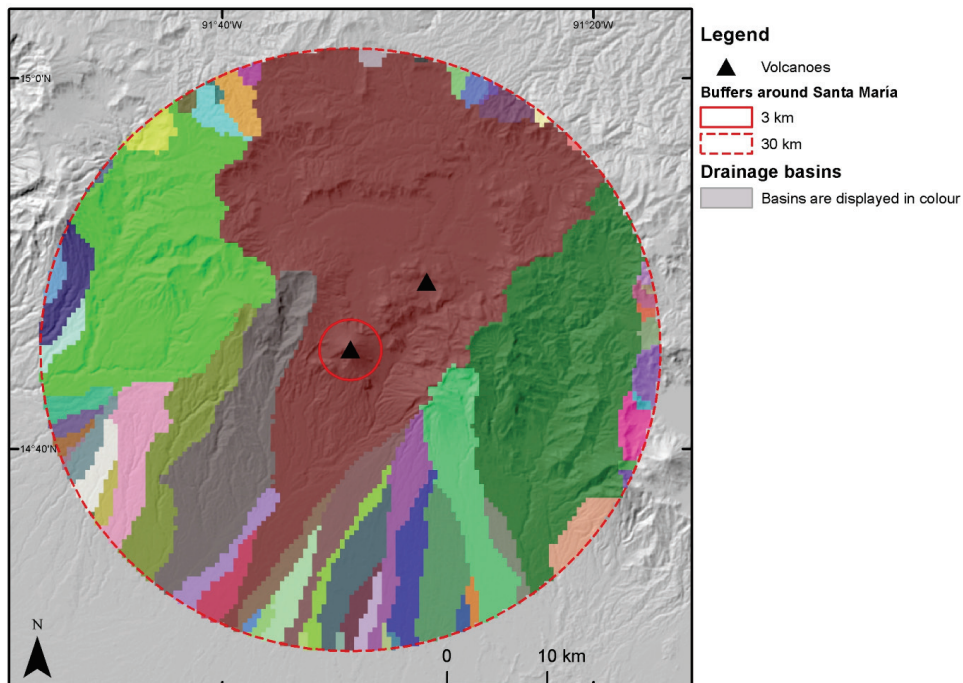 91°40'W
91°20'W
15°0'N
14°40'N
N
0
10 km
Legend
Volcanoes
Buffers around Santa María
3 km
30 km
Drainage basins
Basins are displayed in colour